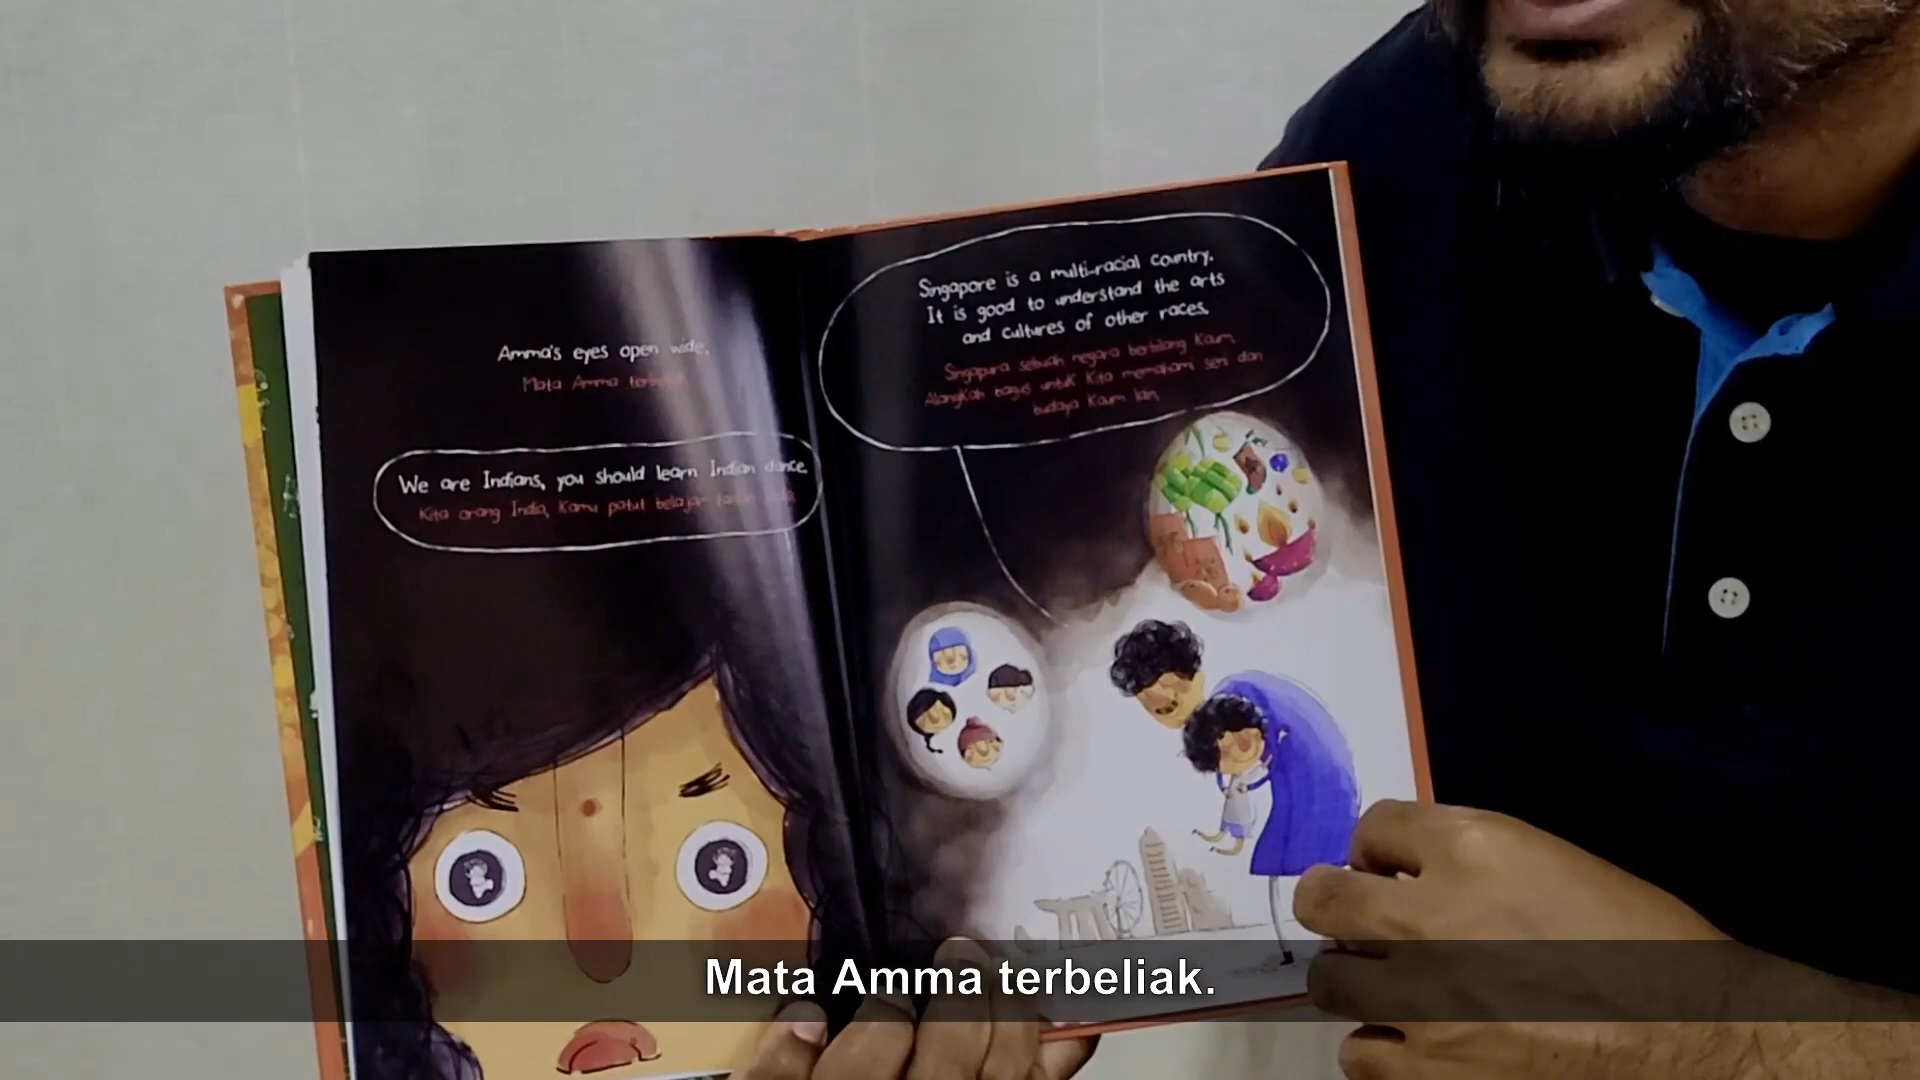 Amma's eyes open wide.
Mata Amma
We are Indians, you should learn Indian dance.
Kita orang India, Kamu patut belajar
Singapore is a multi-racial country.
It is good to understand the arts
and cultures of other races.
Singapura sebuah negara berbilang Kaum.
Alangkah bagus untuk Kita memahami seni dan
budaya Kaum lain.
Mata Amma terbeliak.